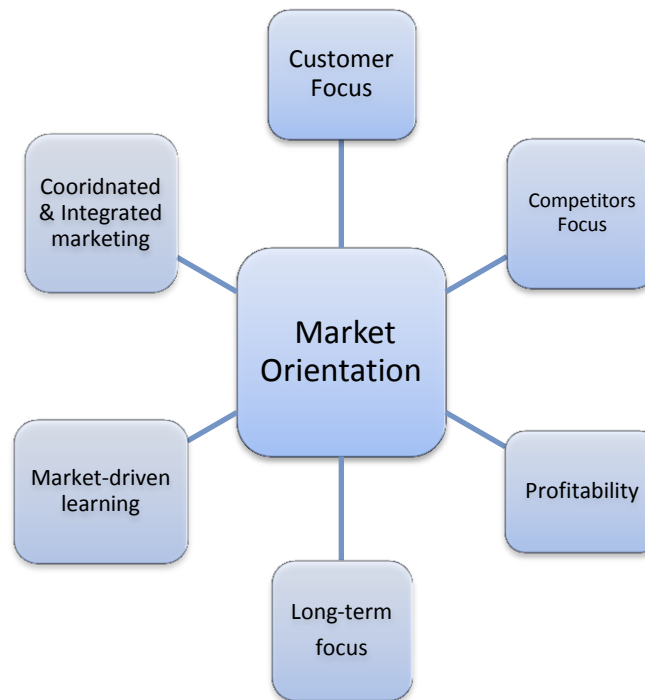 Customer
Focus
Cooridnated
& Integrated
marketing
Competitors
Focus
Market
Orientation
Market-driven
learning
Profitability
Long-term
focus